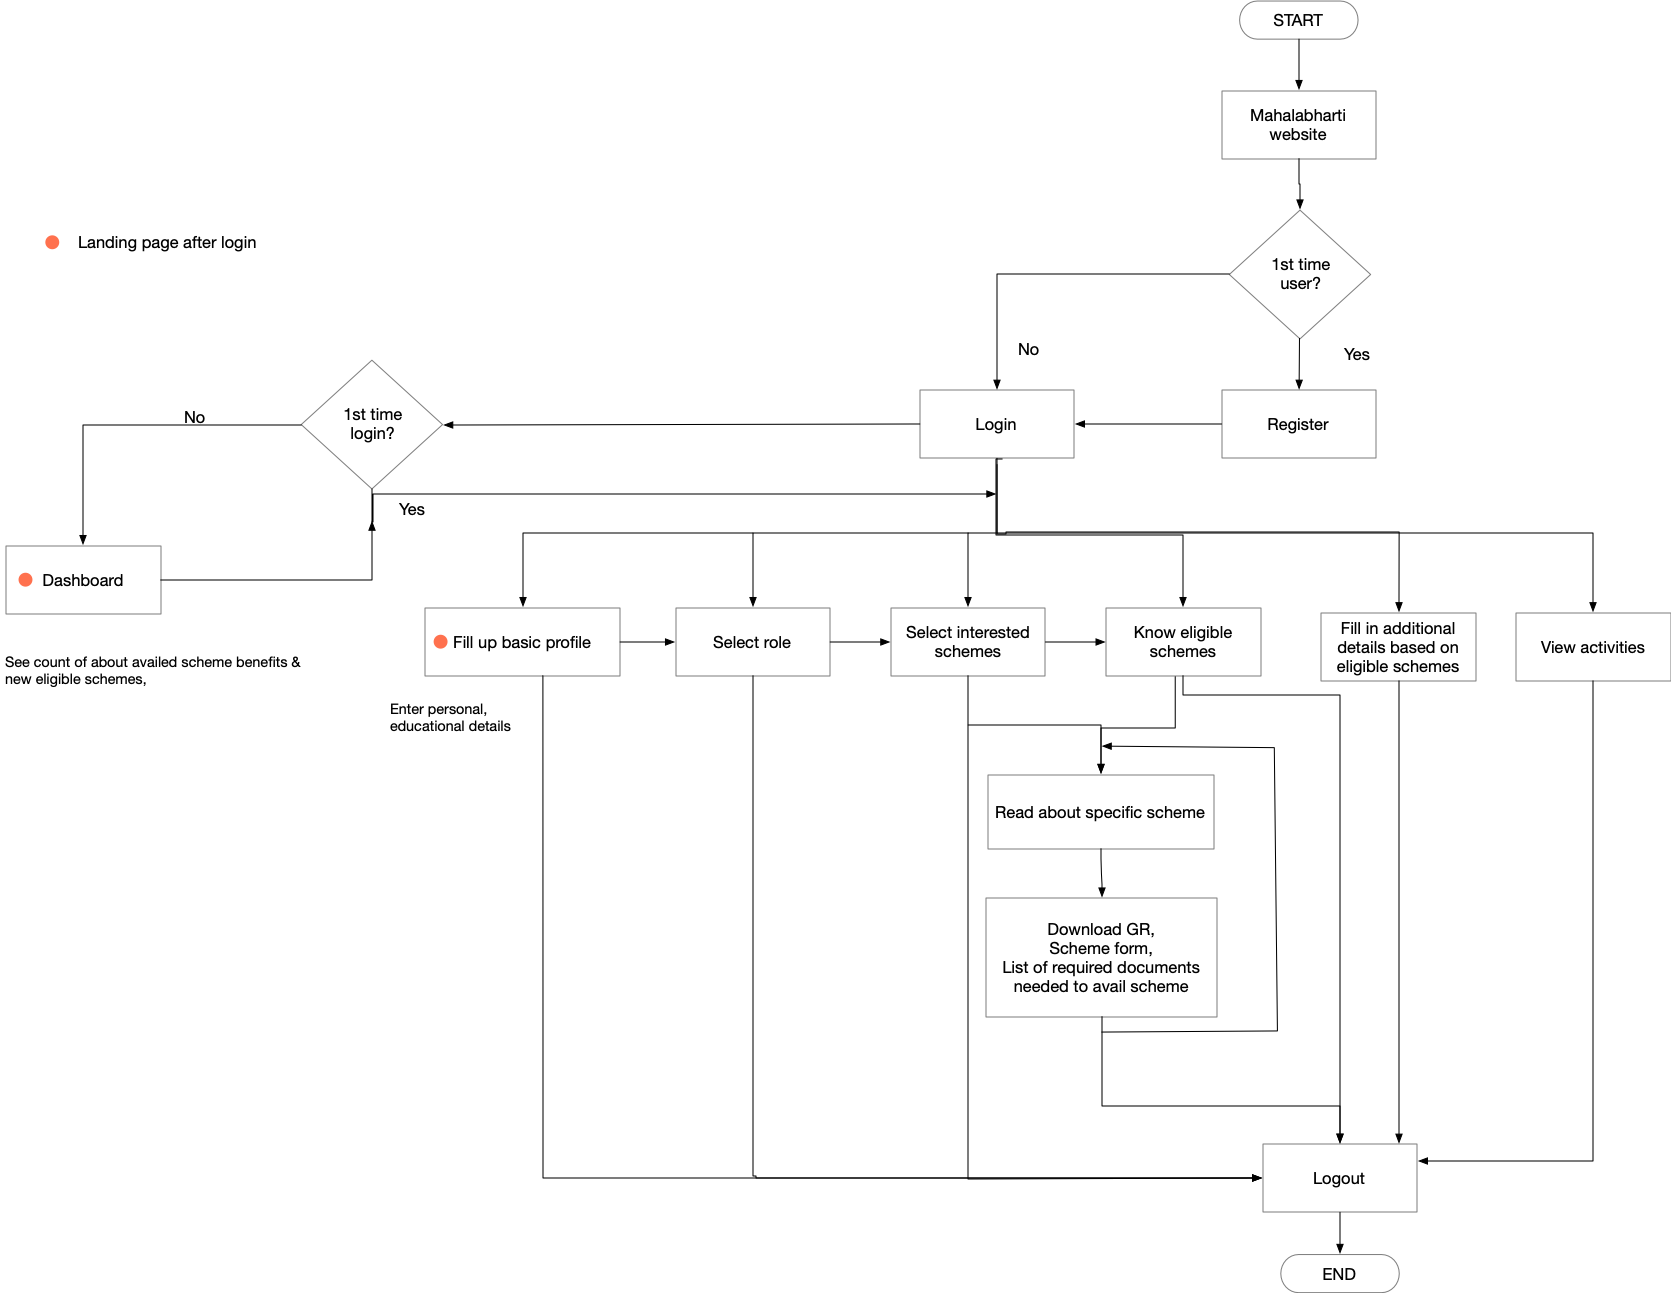 START
Mahalabharti
website
Landing page after login
1st time
user?
No
Yes
No
1st time
login?
Login
Register
Yes
Dashboard
See count of about availed scheme benefits &
new eligible schemes,
Fill up basic profile
Select role
Select interested
schemes
Know eligible
schemes
Fill in additional
details based on
eligible schemes
View activities
Enter personal,
educational details
Read about specific scheme
Download GR,
Scheme form,
List of required documents
needed to avail scheme
Logout
END